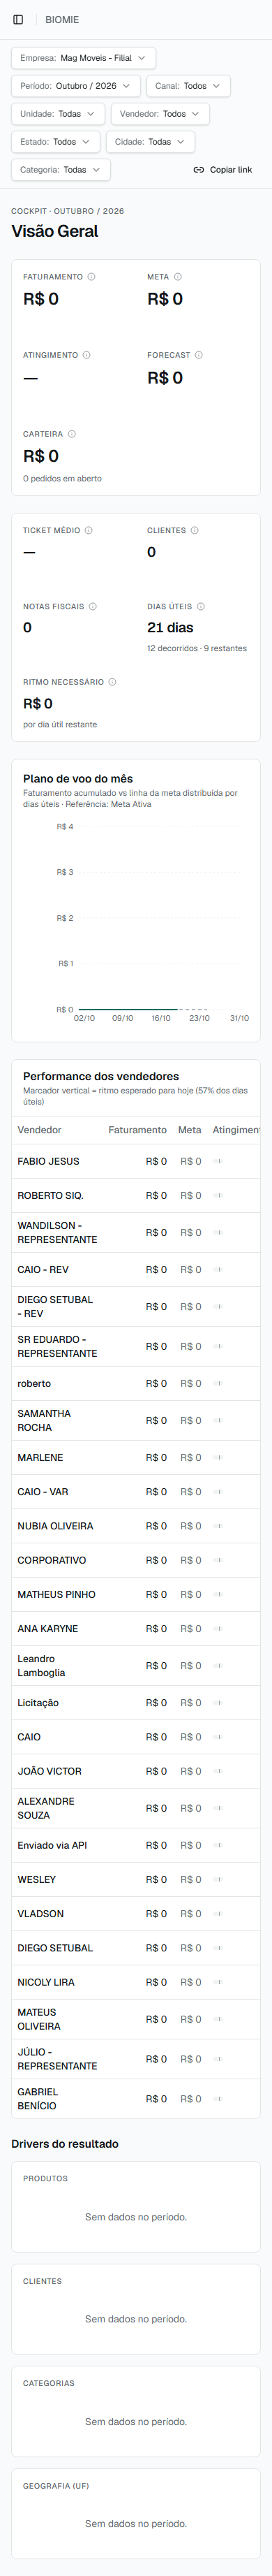 BIOMIE
Empresa: Mag Moveis - Filial
Período: Outubro / 2026 Canal: Todos
Unidade: Todas Vendedor: Todos
Estado: Todos Cidade: Todas
Categoria: Todas Copiar link
COCKPIT · OUTUBRO / 2026
Visão Geral
FATURAMENTO META
R$ 0 R$ 0
ATINGIMENTO FORECAST
— R$ 0
CARTEIRA
R$ 0
0 pedidos em aberto
TICKET MÉDIO CLIENTES
— 0
NOTAS FISCAIS DIAS ÚTEIS
0 21 dias
12 decorridos · 9 restantes
RITMO NECESSÁRIO
R$ 0
por dia útil restante
Plano de voo do mês
Faturamento acumulado vs linha da meta distribuída por
dias úteis · Referência: Meta Ativa
R$ 4
R$ 3
R$ 2
R$ 1
R$ 0
02/10 09/10 16/10 23/10 31/10
Performance dos vendedores
Marcador vertical = ritmo esperado para hoje (57% dos dias
úteis)
Vendedor Faturamento Meta Atingiment
FABIO JESUS R$ 0 R$ 0
ROBERTO SIQ. R$ 0 R$ 0
WANDILSON -
REPRESENTANTE R$ 0 R$ 0
CAIO - REV R$ 0 R$ 0
DIEGO SETUBAL
- REV R$ 0 R$ 0
SR EDUARDO -
REPRESENTANTE R$ 0 R$ 0
roberto R$ 0 R$ 0
SAMANTHA
ROCHA R$ 0 R$ 0
MARLENE R$ 0 R$ 0
CAIO - VAR R$ 0 R$ 0
NUBIA OLIVEIRA R$ 0 R$ 0
CORPORATIVO R$ 0 R$ 0
MATHEUS PINHO R$ 0 R$ 0
ANA KARYNE R$ 0 R$ 0
Leandro
Lamboglia R$ 0 R$ 0
Licitação R$ 0 R$ 0
CAIO R$ 0 R$ 0
JOÃO VICTOR R$ 0 R$ 0
ALEXANDRE
SOUZA R$ 0 R$ 0
Enviado via API R$ 0 R$ 0
WESLEY R$ 0 R$ 0
VLADSON R$ 0 R$ 0
DIEGO SETUBAL R$ 0 R$ 0
NICOLY LIRA R$ 0 R$ 0
MATEUS
OLIVEIRA R$ 0 R$ 0
JÚLIO -
REPRESENTANTE R$ 0 R$ 0
GABRIEL
BENÍCIO R$ 0 R$ 0
Drivers do resultado
PRODUTOS
Sem dados no período.
CLIENTES
Sem dados no período.
CATEGORIAS
Sem dados no período.
GEOGRAFIA (UF)
Sem dados no período.